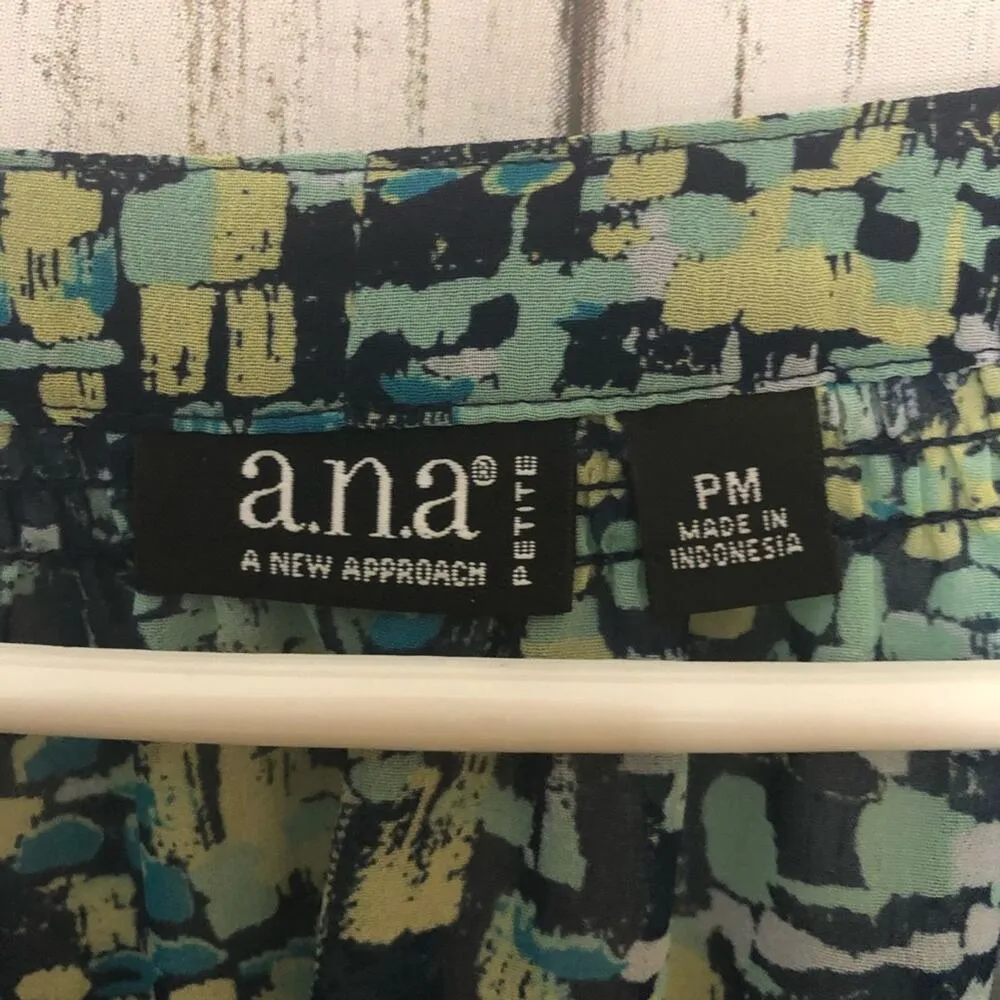 a.n.a®
PETITE
A NEW APPROACH
PM
MADE IN
INDONESIA